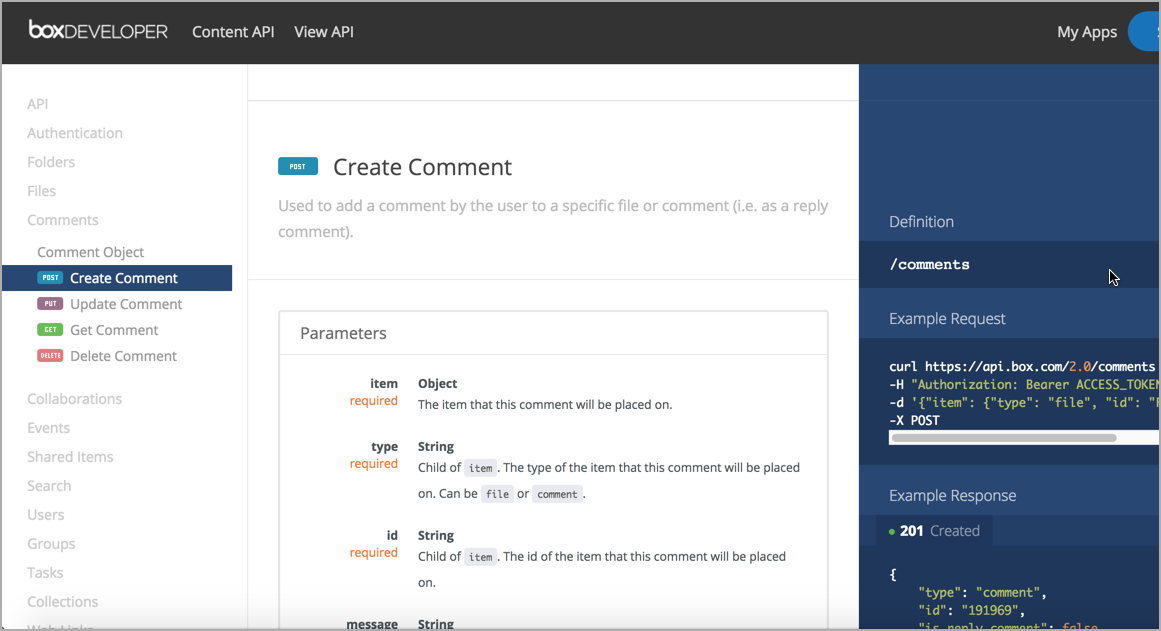 boxDEVELOPER Content API View API My Apps
API
Authentication
Folders
Files
Comments
Comment Object
POST Create Comment
PUT Update Comment
GET Get Comment
DELETE Delete Comment
Collaborations
Events
Shared Items
Search
Users
Groups
Tasks
Collections
Web Links
POST Create Comment
Used to add a comment by the user to a specific file or comment (i.e. as a reply
comment).
Parameters
item Object
required The item that this comment will be placed on.
type String
required Child of item. The type of the item that this comment will be placed
on. Can be file or comment.
id String
required Child of item. The id of the item that this comment will be placed
on.
message String
Definition
/comments
Example Request
curl https://api.box.com/2.0/comments
-H "Authorization: Bearer ACCESS_TOKEN
-d '{"item": {"type": "file", "id": "
-X POST
Example Response
201 Created
{
"type": "comment",
"id": "191969",
"is_reply_comment": false,